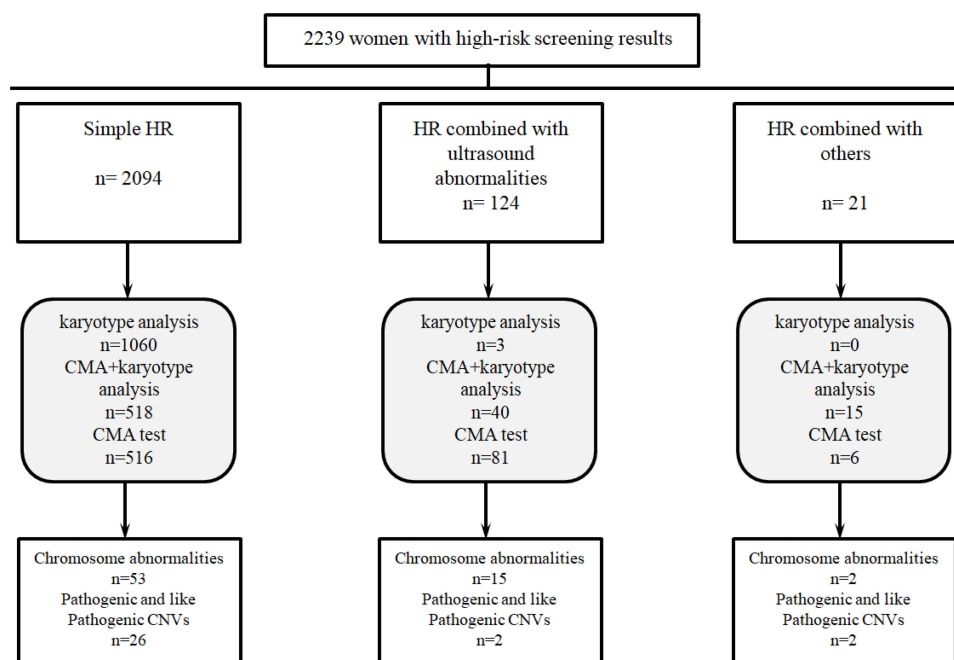 2239 women with high-risk screening results
Simple HR
n= 2094
HR combined with
ultrasound
abnormalities
n= 124
HR combined with
others
n= 21
karyotype analysis
n=1060
CMA+karyotype
analysis
n=518
CMA test
n=516
karyotype analysis
n=3
CMA+karyotype
analysis
n=40
CMA test
n=81
karyotype analysis
n=0
CMA+karyotype
analysis
n=15
CMA test
n=6
Chromosome abnormalities
n=53
Pathogenic and like
Pathogenic CNVs
n=26
Chromosome abnormalities
n=15
Pathogenic and like
Pathogenic CNVs
n=2
Chromosome abnormalities
n=2
Pathogenic and like
Pathogenic CNVs
n=2